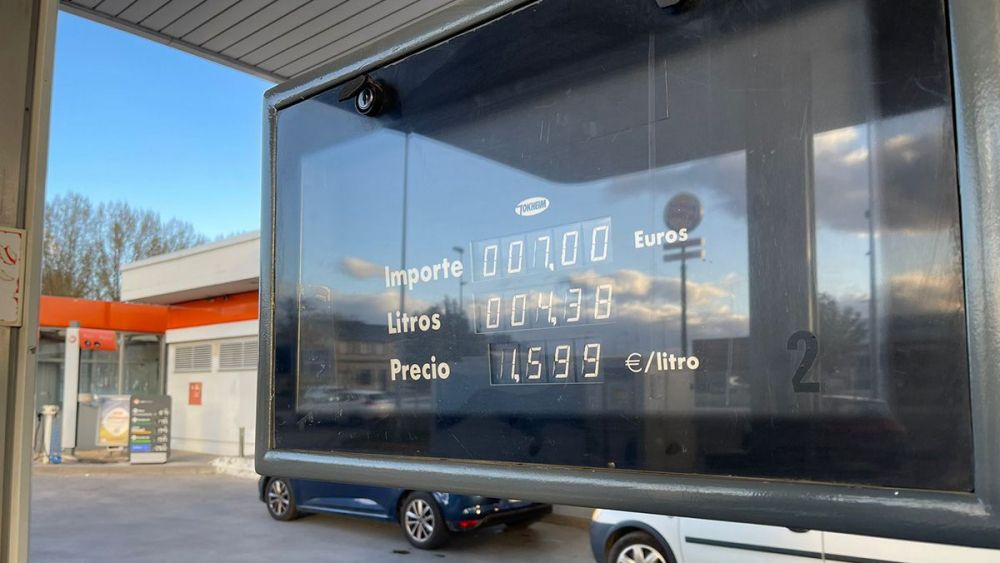 TOKHEIM
Importe 007,00 Euros
Litros 004,38
Precio 1,599 €/litro
2